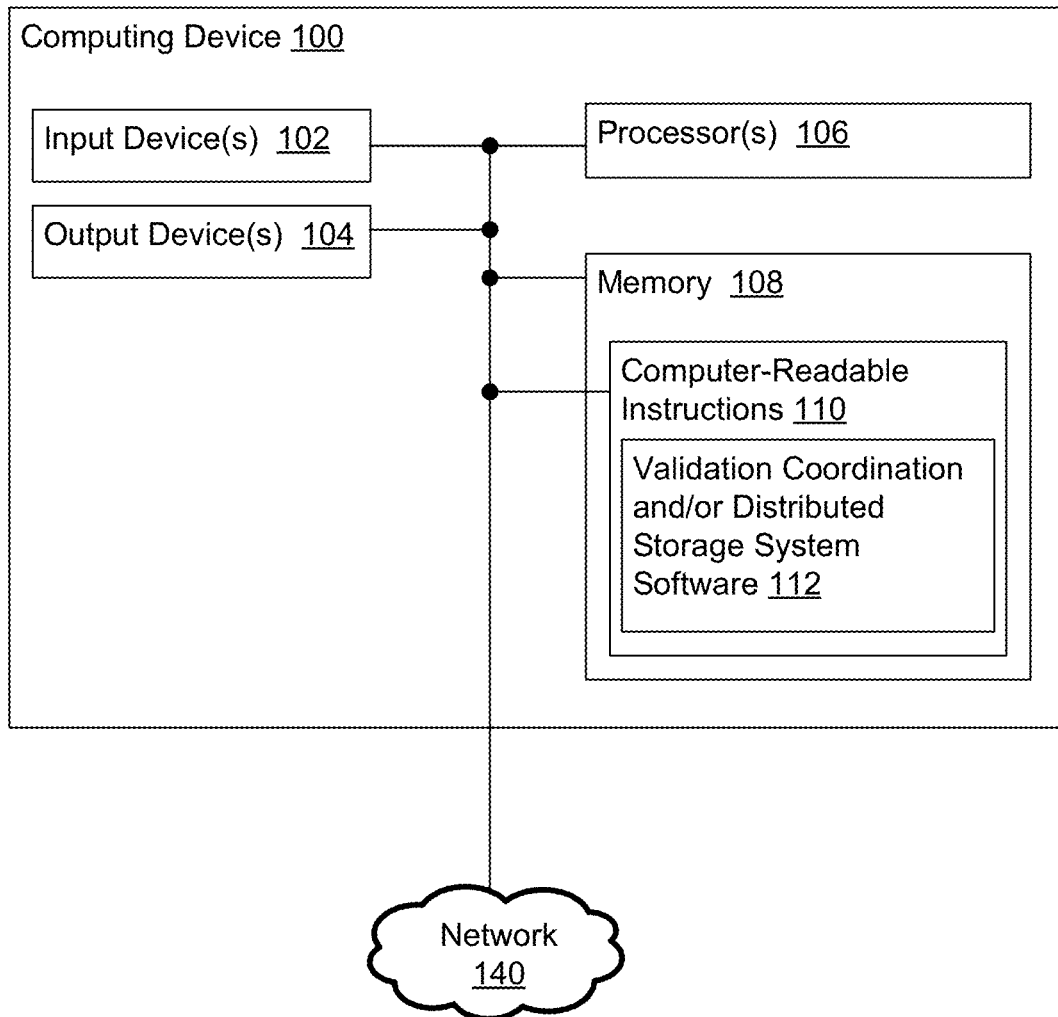 Computing Device 100
Input Device(s) 102
Processor(s) 106
Output Device(s) 104
Memory 108
Computer-Readable
Instructions 110
Validation Coordination
and/or Distributed
Storage System
Software 112
Network
140